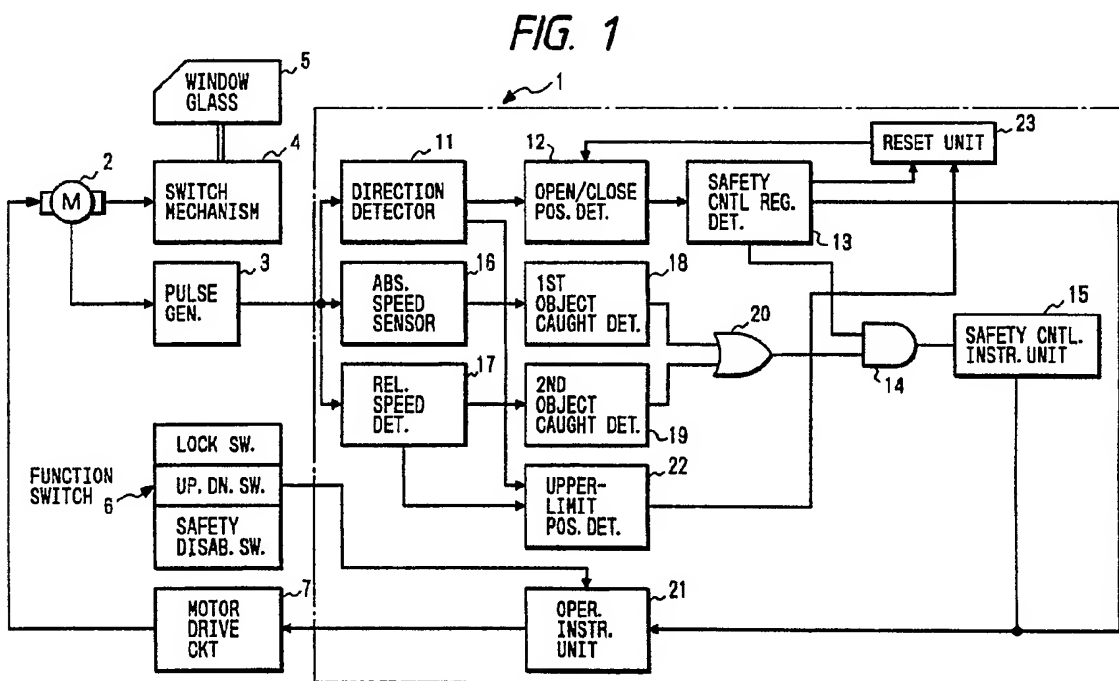 FIG. 1
WINDOW
GLASS
5
1
2
M
4
SWITCH
MECHANISM
11
DIRECTION
DETECTOR
12
OPEN/CLOSE
POS. DET.
SAFETY
CNTL REG.
DET.
13
23
RESET UNIT
3
PULSE
GEN.
16
ABS.
SPEED
SENSOR
18
1ST
OBJECT
CAUGHT DET.
20
14
15
SAFETY CNTL.
INSTR. UNIT
17
REL.
SPEED
DET.
2ND
OBJECT
CAUGHT DET.
19
FUNCTION
SWITCH
6
LOCK SW.
UP. DN. SW.
SAFETY
DISAB. SW.
22
UPPER-
LIMIT
POS. DET.
7
MOTOR
DRIVE
CKT
21
OPER.
INSTR.
UNIT